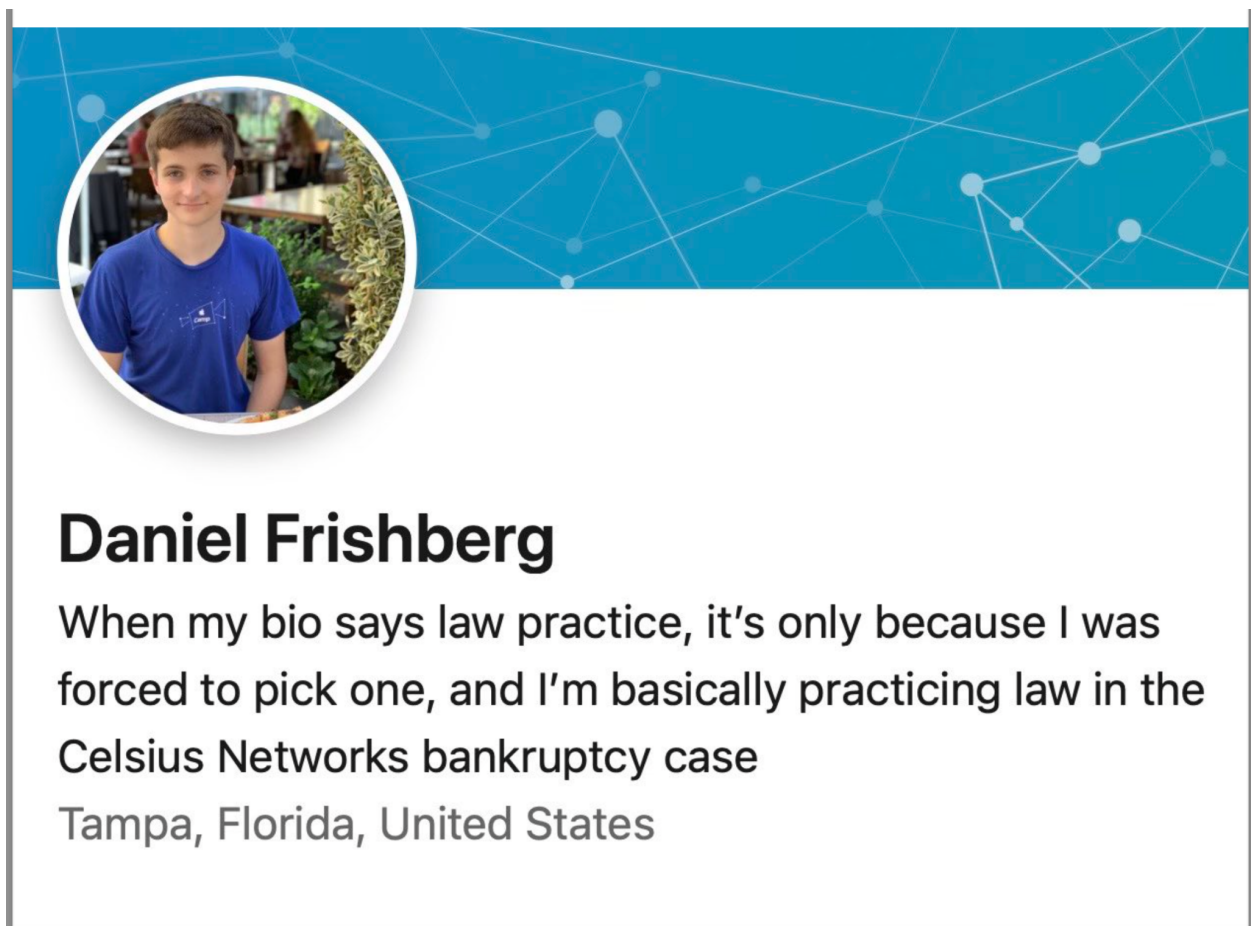 Camp
Daniel Frishberg
When my bio says law practice, it’s only because I was
forced to pick one, and I’m basically practicing law in the
Celsius Networks bankruptcy case
Tampa, Florida, United States